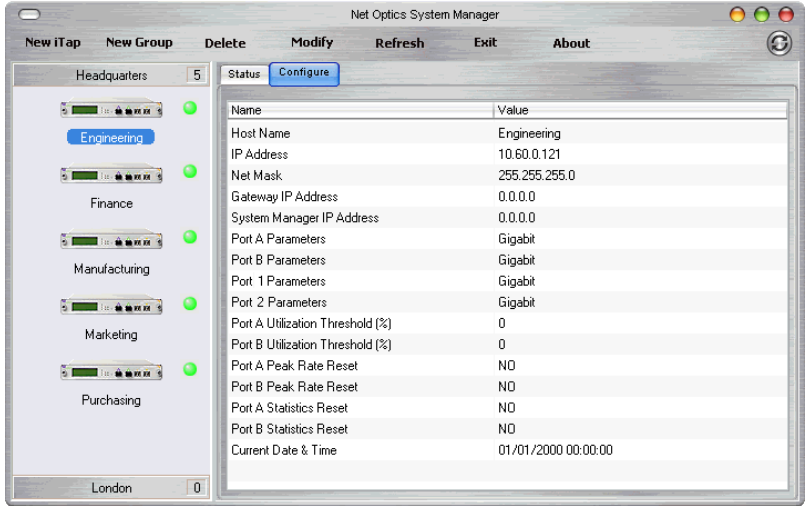 Net Optics System Manager
New iTap New Group Delete Modify Refresh Exit About
Headquarters 5
Engineering
Finance
Manufacturing
Marketing
Purchasing
London 0
Status Configure
Name Value
Host Name Engineering
IP Address 10.60.0.121
Net Mask 255.255.255.0
Gateway IP Address 0.0.0.0
System Manager IP Address 0.0.0.0
Port A Parameters Gigabit
Port B Parameters Gigabit
Port 1 Parameters Gigabit
Port 2 Parameters Gigabit
Port A Utilization Threshold (%) 0
Port B Utilization Threshold (%) 0
Port A Peak Rate Reset NO
Port B Peak Rate Reset NO
Port A Statistics Reset NO
Port B Statistics Reset NO
Current Date & Time 01/01/2000 00:00:00